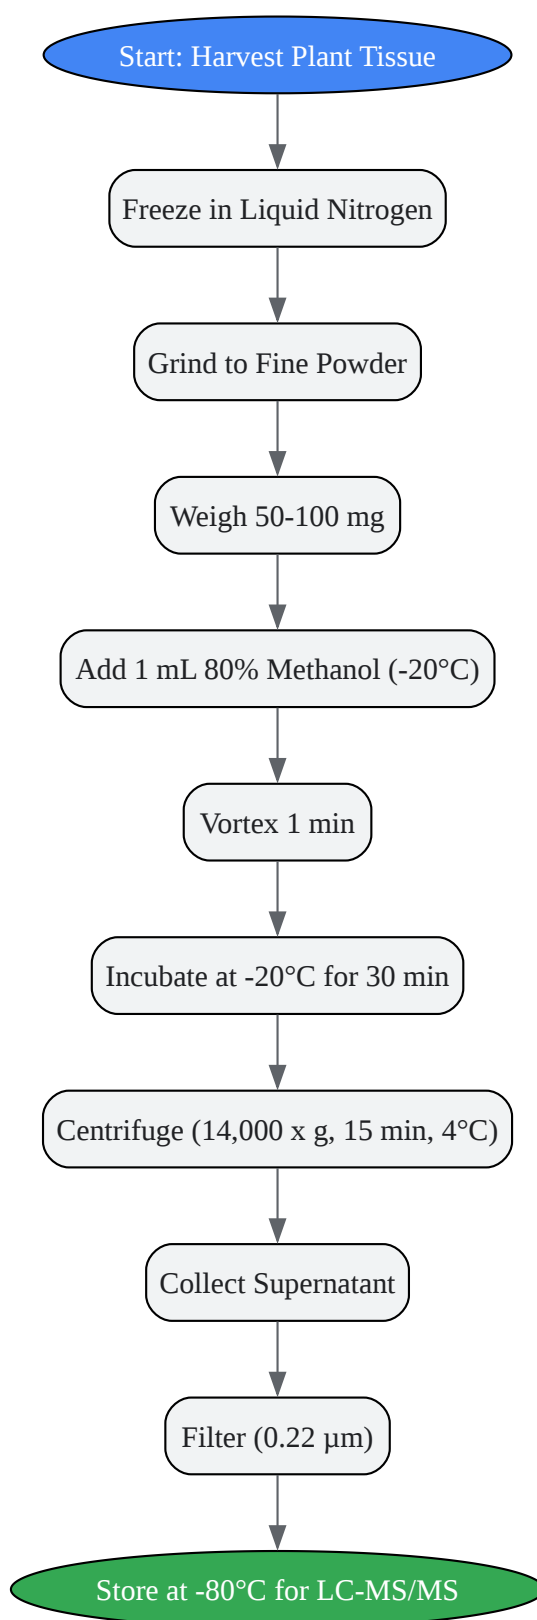 Start: Harvest Plant Tissue
Freeze in Liquid Nitrogen
Grind to Fine Powder
Weigh 50-100 mg
Add 1 mL 80% Methanol (-20°C)
Vortex 1 min
Incubate at -20°C for 30 min
Centrifuge (14,000 x g, 15 min, 4°C)
Collect Supernatant
Filter (0.22 µm)
Store at -80°C for LC-MS/MS